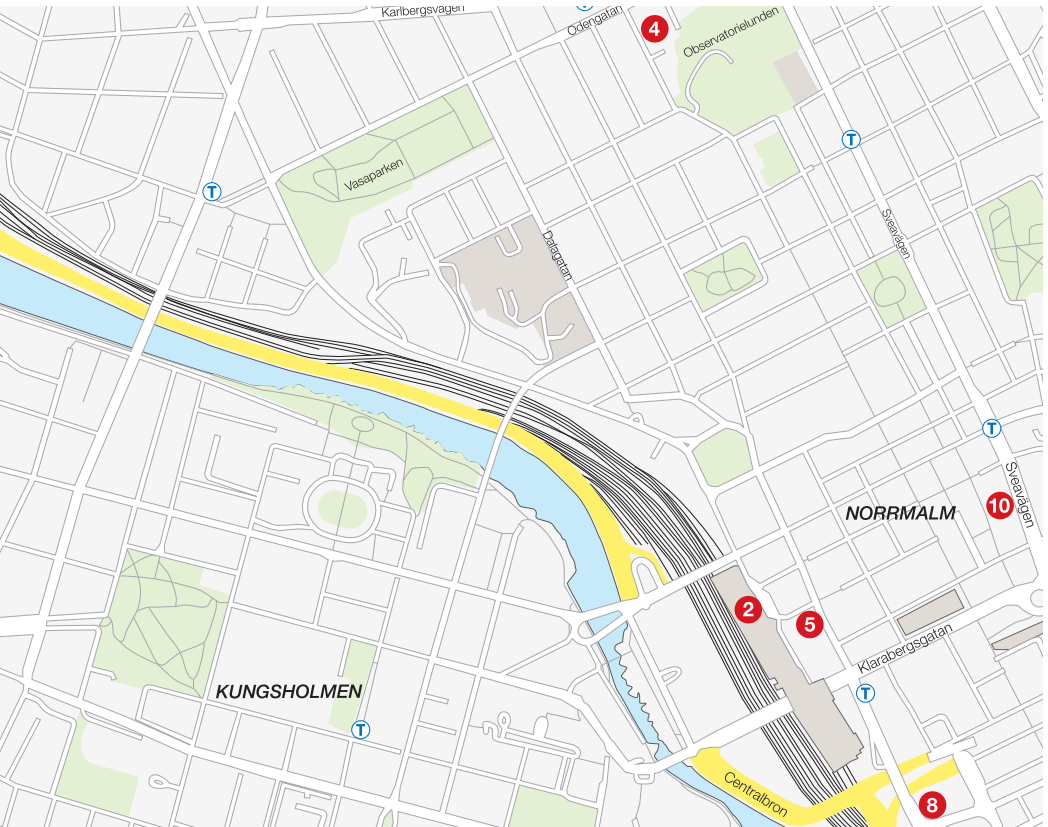 Karlbergsvägen
Odengatan
4
Observatorielunden
T
T
Vasaparken
T
Sveavägen
Dalagatan
T
Sveavägen
10
NORRMALM
2
5
Klarabergsgatan
KUNGSHOLMEN
T
T
Centralbron
8